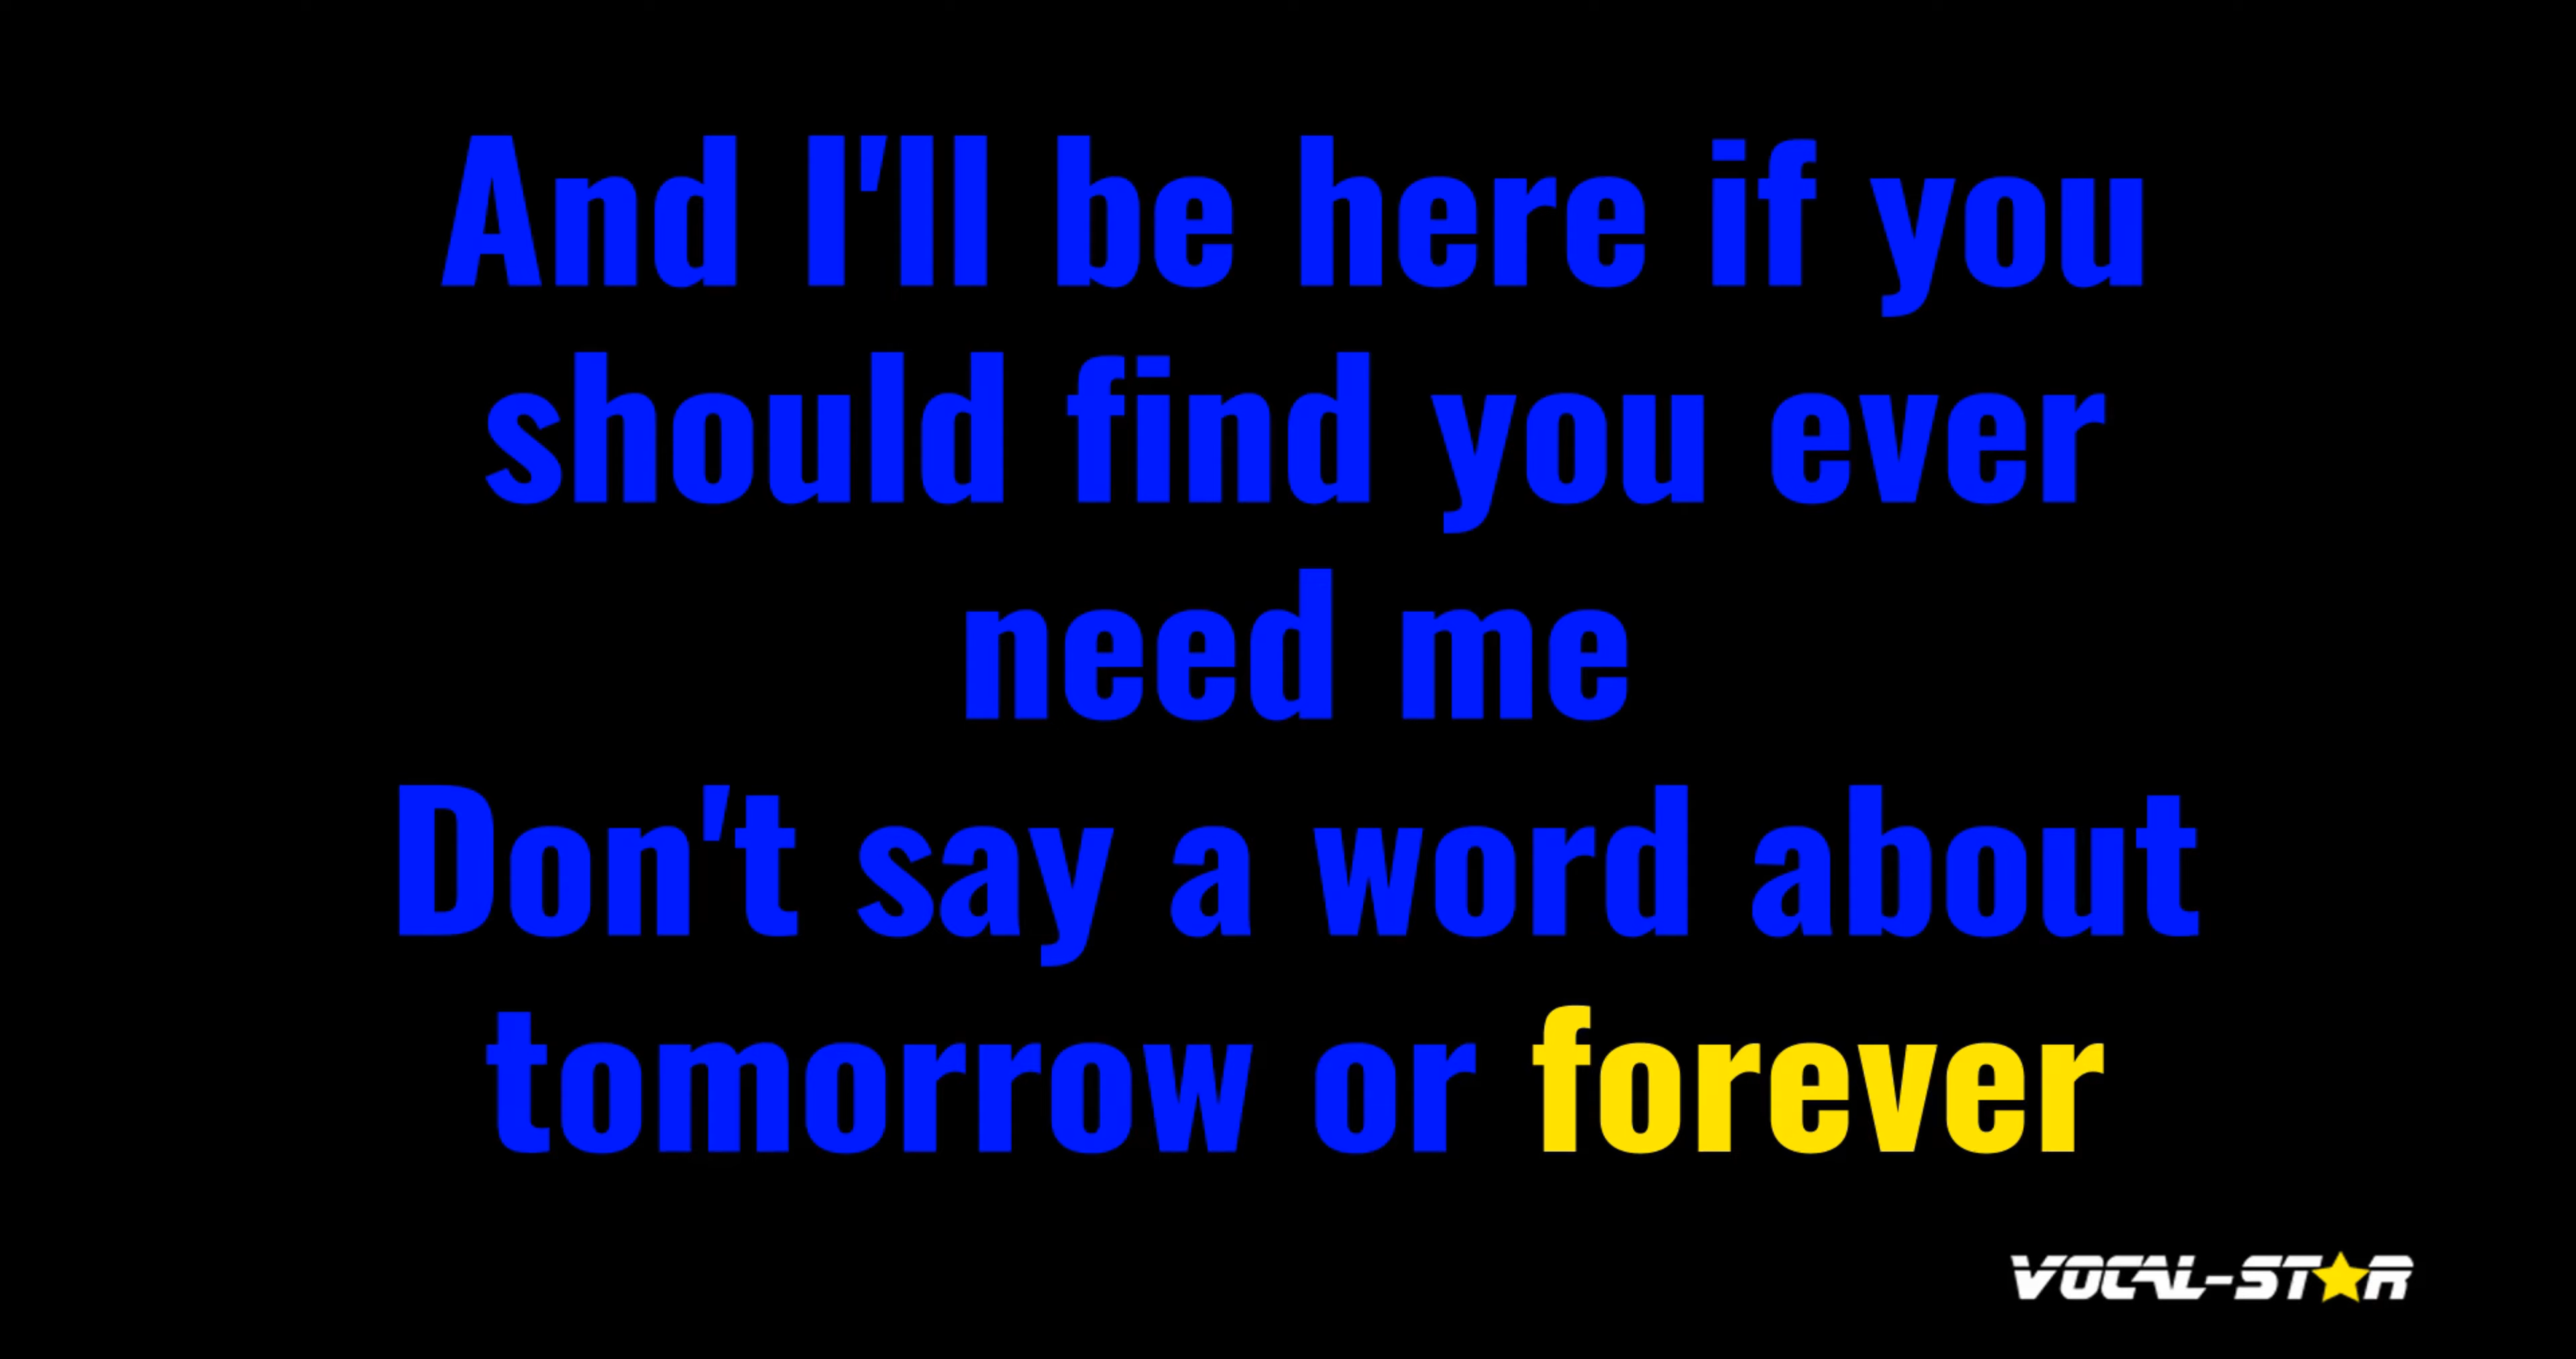 And I'll be here if you
should find you ever
need me
Don't say a word about
tomorrow or forever
VOCAL-STAR